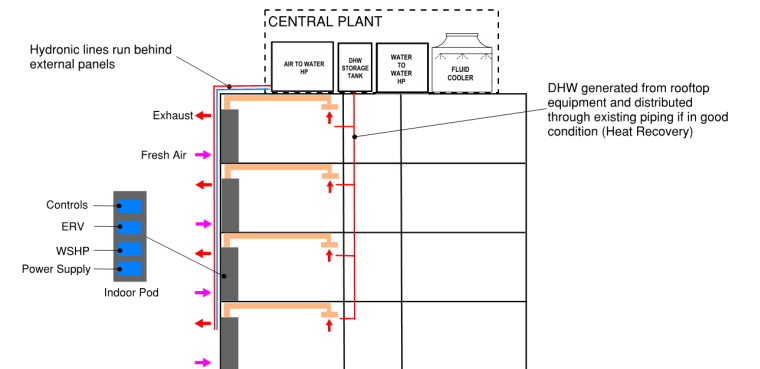 CENTRAL PLANT
Hydronic lines run behind
external panels
AIR TO WATER
HP
DHW
STORAGE
TANK
WATER
TO
WATER
HP
FLUID
COOLER
DHW generated from rooftop
equipment and distributed
through existing piping if in good
condition (Heat Recovery)
Exhaust
Fresh Air
Controls
ERV
WSHP
Power Supply
Indoor Pod